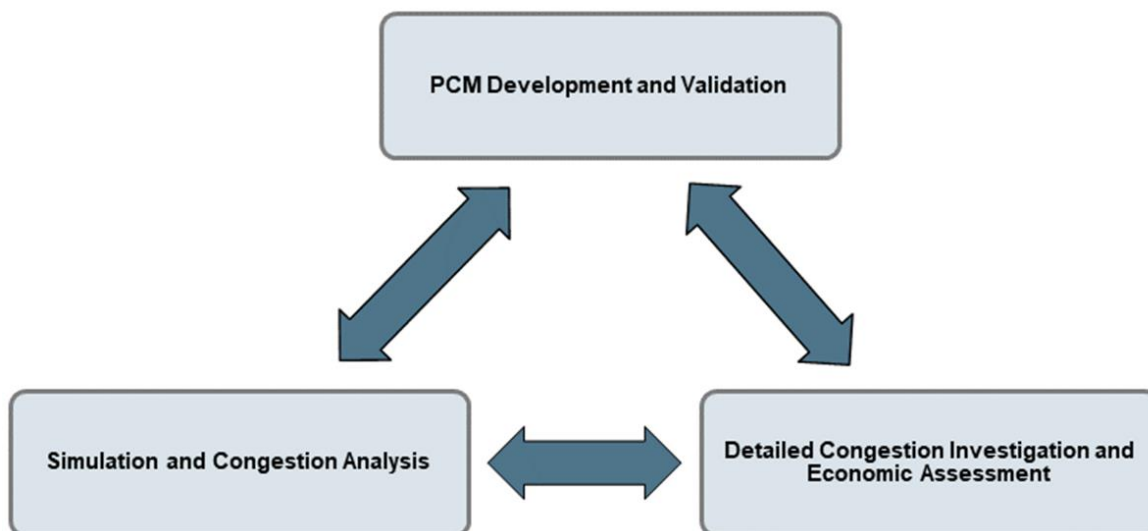 PCM Development and Validation
Simulation and Congestion Analysis
Detailed Congestion Investigation and
Economic Assessment